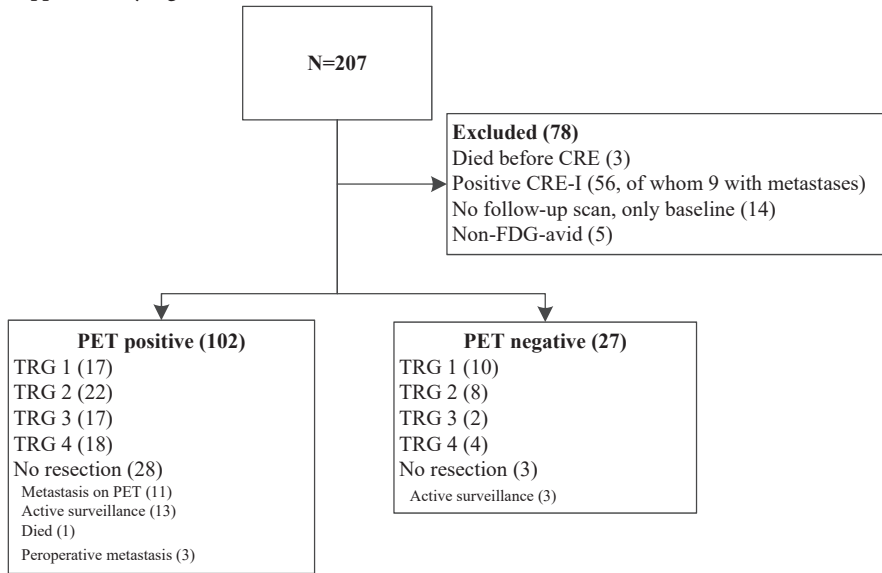 N=207
Excluded (78)
Died before CRE (3)
Positive CRE-I (56, of whom 9 with metastases)
No follow-up scan, only baseline (14)
Non-FDG-avid (5)
PET positive (102)
TRG 1 (17)
TRG 2 (22)
TRG 3 (17)
TRG 4 (18)
No resection (28)
Metastasis on PET (11)
Active surveillance (13)
Died (1)
Peroperative metastasis (3)
PET negative (27)
TRG 1 (10)
TRG 2 (8)
TRG 3 (2)
TRG 4 (4)
No resection (3)
Active surveillance (3)